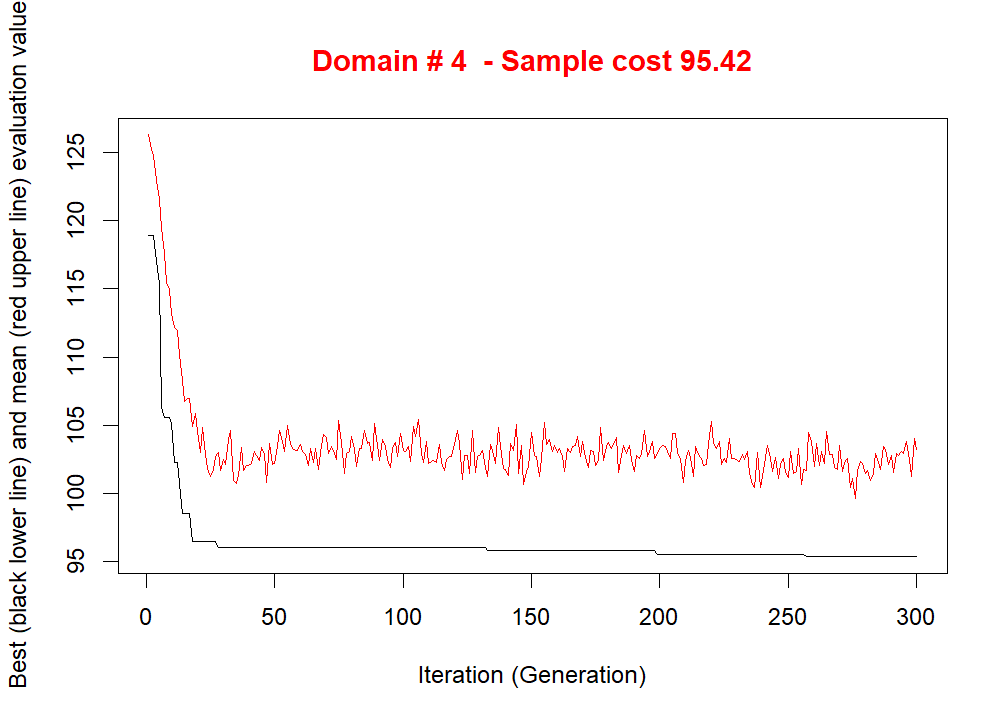 Domain # 4  - Sample cost 95.42
Best (black lower line) and mean (red upper line) evaluation value
125
120
115
110
105
100
95
0 50 100 150 200 250 300
Iteration (Generation)